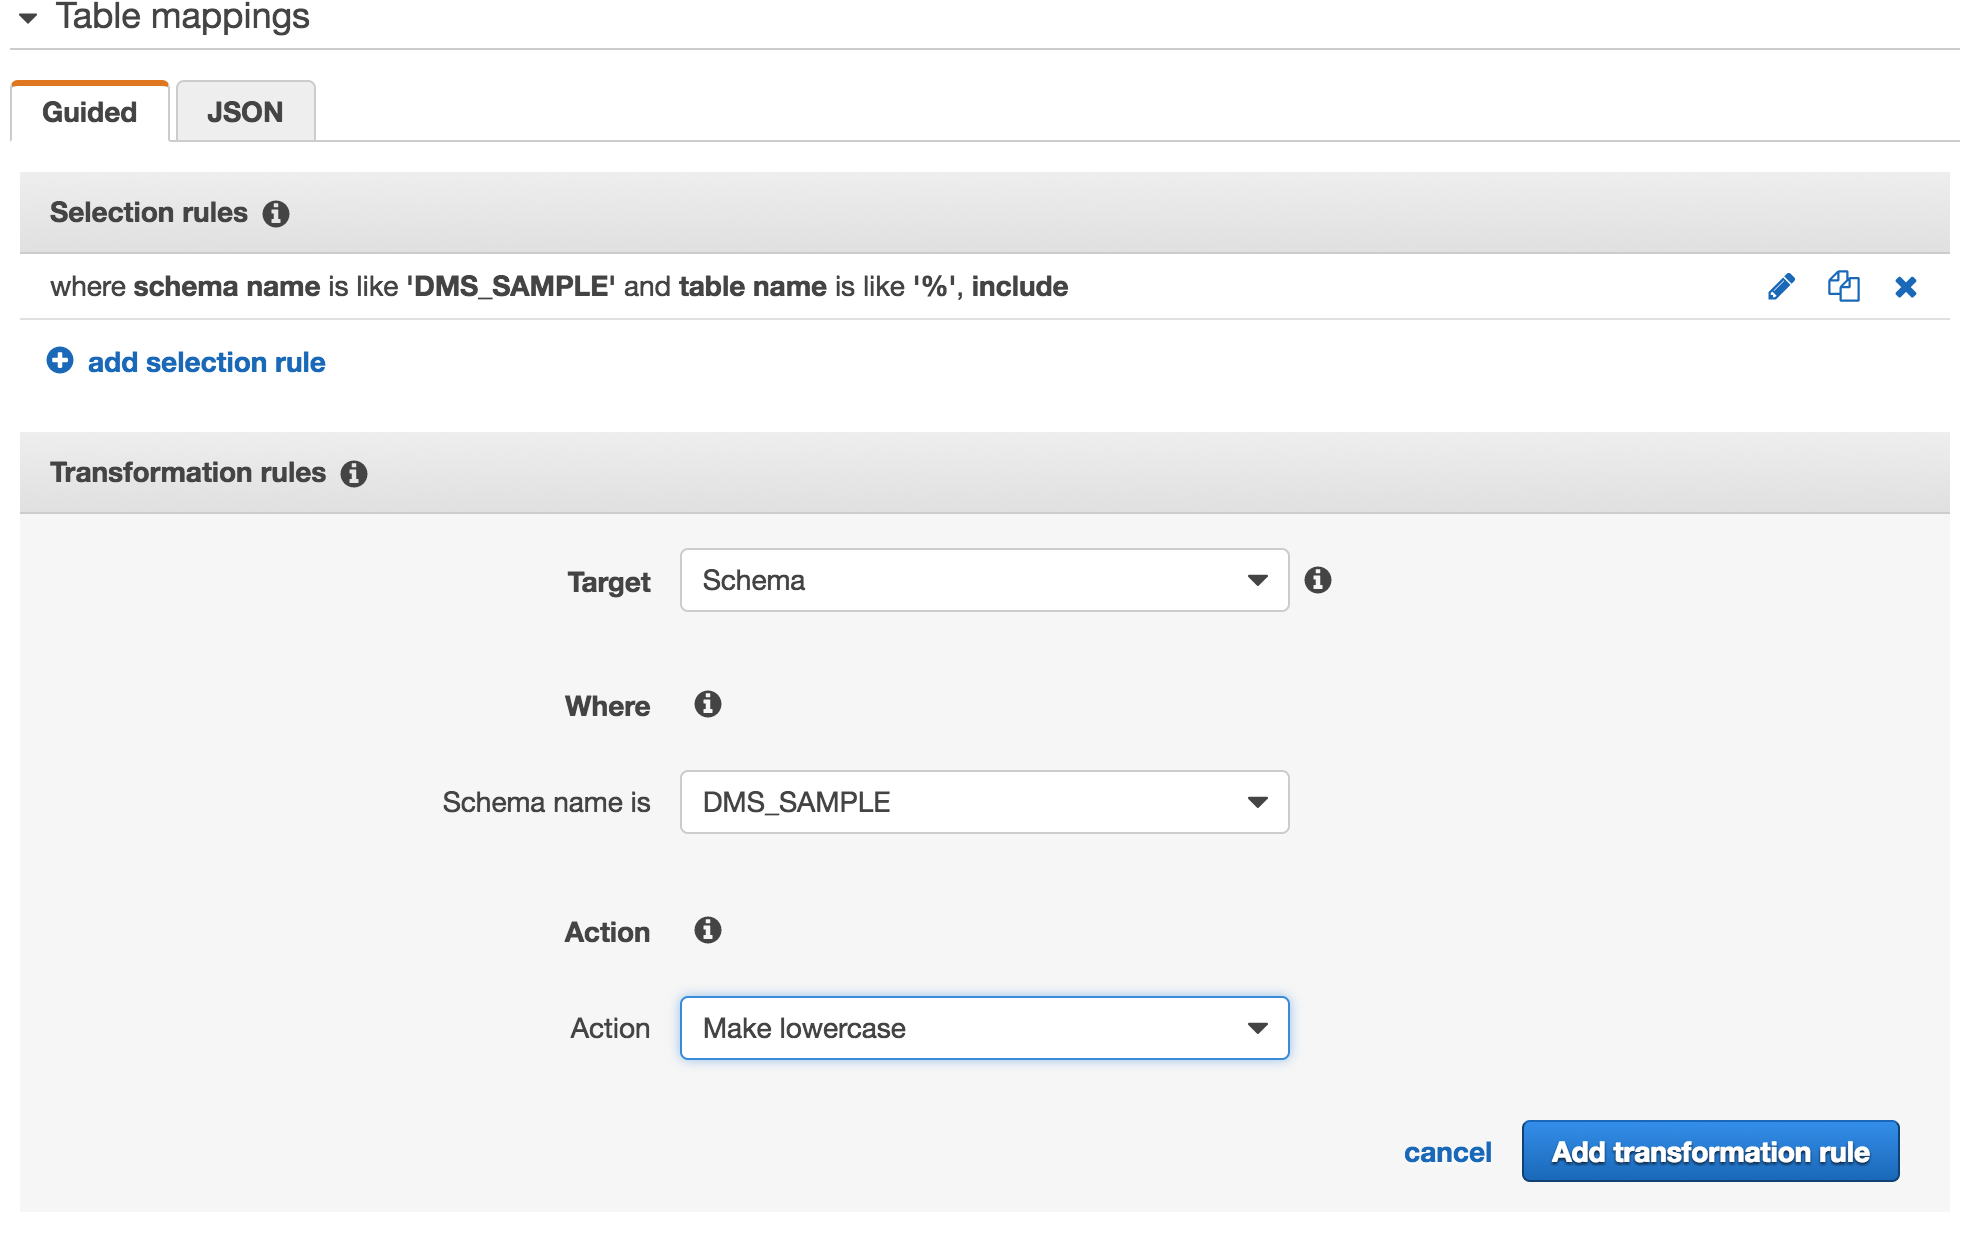 Table mappings
Guided JSON
Selection rules
where schema name is like 'DMS_SAMPLE' and table name is like '%', include
add selection rule
Transformation rules
Target Schema
Where
Schema name is DMS_SAMPLE
Action
Action Make lowercase
cancel Add transformation rule